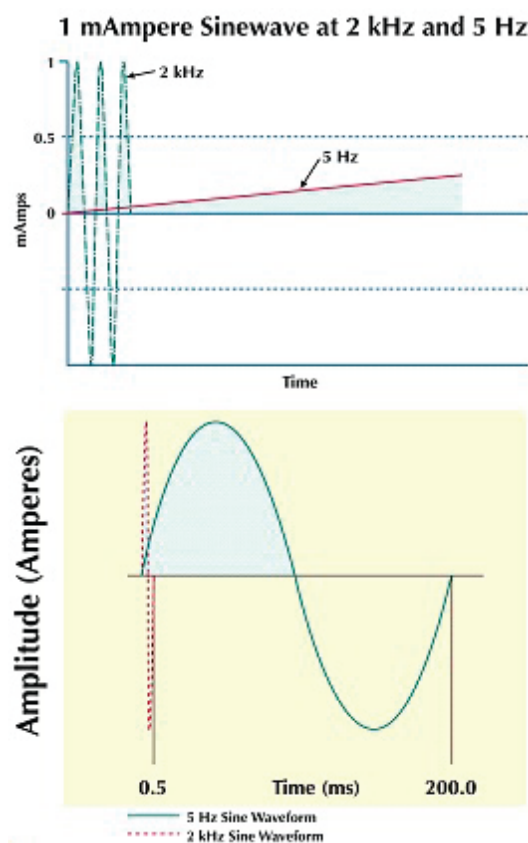 1 mAmpere Sinewave at 2 kHz and 5 Hz
1
2 kHz
0.5
5 Hz
0
mAmps
Time
Amplitude (Amperes)
0.5 Time (ms) 200.0
5 Hz Sine Waveform
2 kHz Sine Waveform